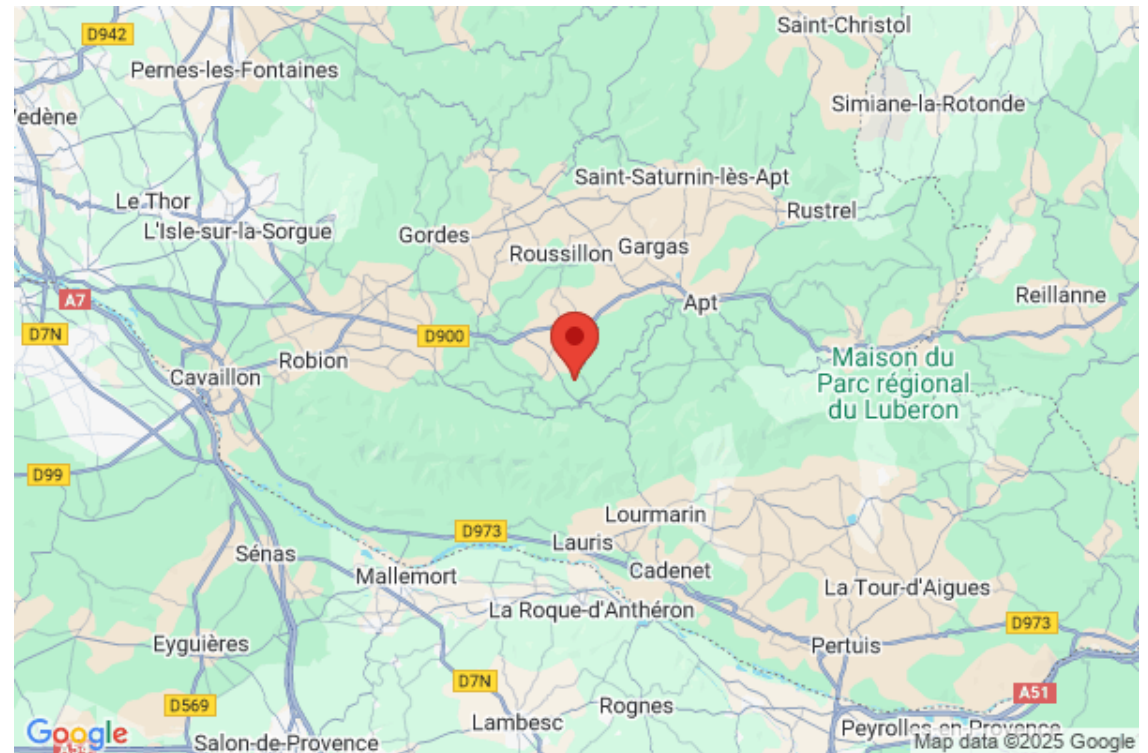 Saint-Christol
D942
Pernes-les-Fontaines
Simiane-la-Rotonde
edène
Saint-Saturnin-lès-Apt
Le Thor
Rustrel
L'Isle-sur-la-Sorgue
Gordes
Roussillon
Gargas
A7
Apt
Reillanne
D7N
D900
Robion
Maison du
Parc régional
du Luberon
Cavaillon
D99
Lourmarin
D973
Lauris
Sénas
Mallemort
Cadenet
La Tour-d'Aigues
La Roque-d'Anthéron
D973
Eyguières
Pertuis
D7N
A51
D569
Rognes
Lambesc
Peyrolles-en-Provence
Google
Salon-de-Provence
Map data ©2025 Google